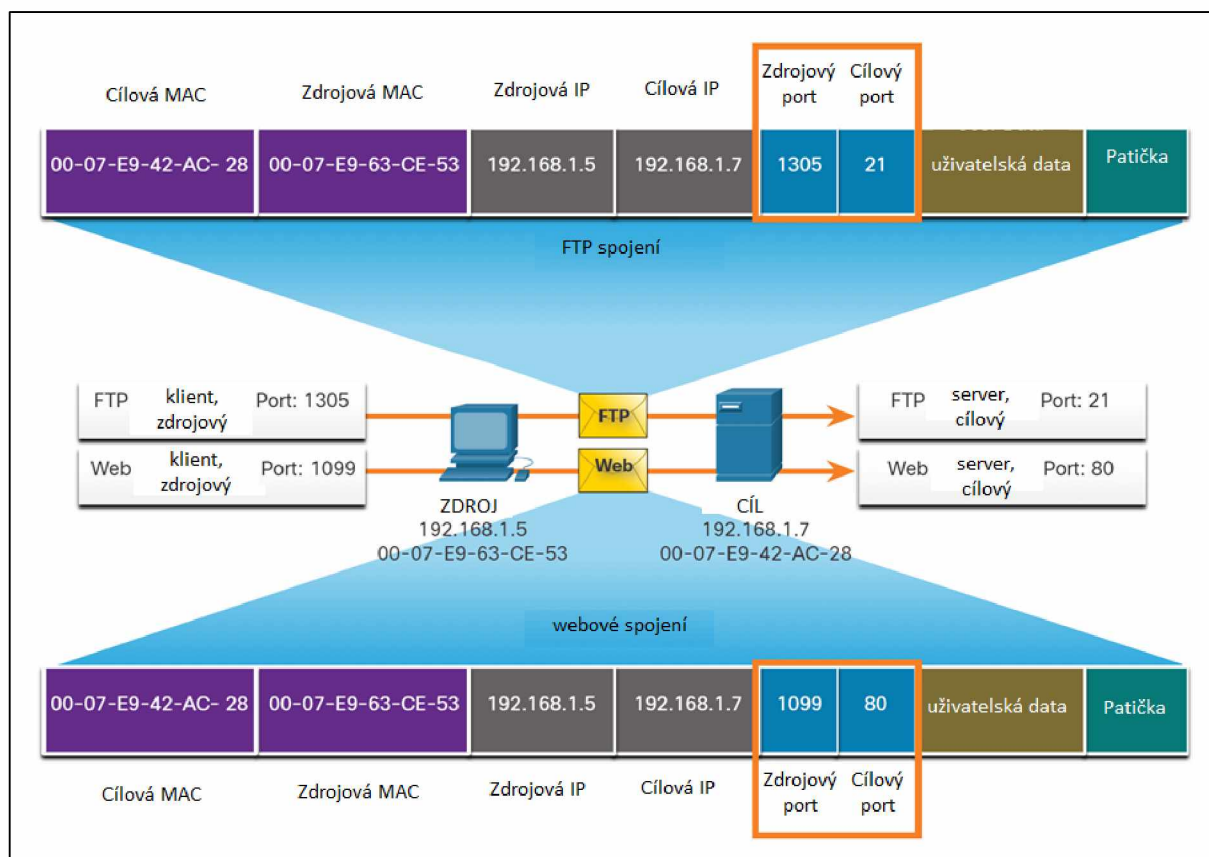 Cílová MAC Zdrojová MAC Zdrojová IP Cílová IP Zdrojový port Cílový port
00-07-E9-42-AC- 28 00-07-E9-63-CE-53 192.168.1.5 192.168.1.7 1305 21 uživatelská data Patička
FTP spojení
FTP klient, zdrojový Port: 1305
FTP
FTP server, cílový Port: 21
Web klient, zdrojový Port: 1099
Web
Web server, cílový Port: 80
ZDROJ
192.168.1.5
00-07-E9-63-CE-53
CÍL
192.168.1.7
00-07-E9-42-AC-28
webové spojení
00-07-E9-42-AC- 28 00-07-E9-63-CE-53 192.168.1.5 192.168.1.7 1099 80 uživatelská data Patička
Cílová MAC Zdrojová MAC Zdrojová IP Cílová IP Zdrojový port Cílový port